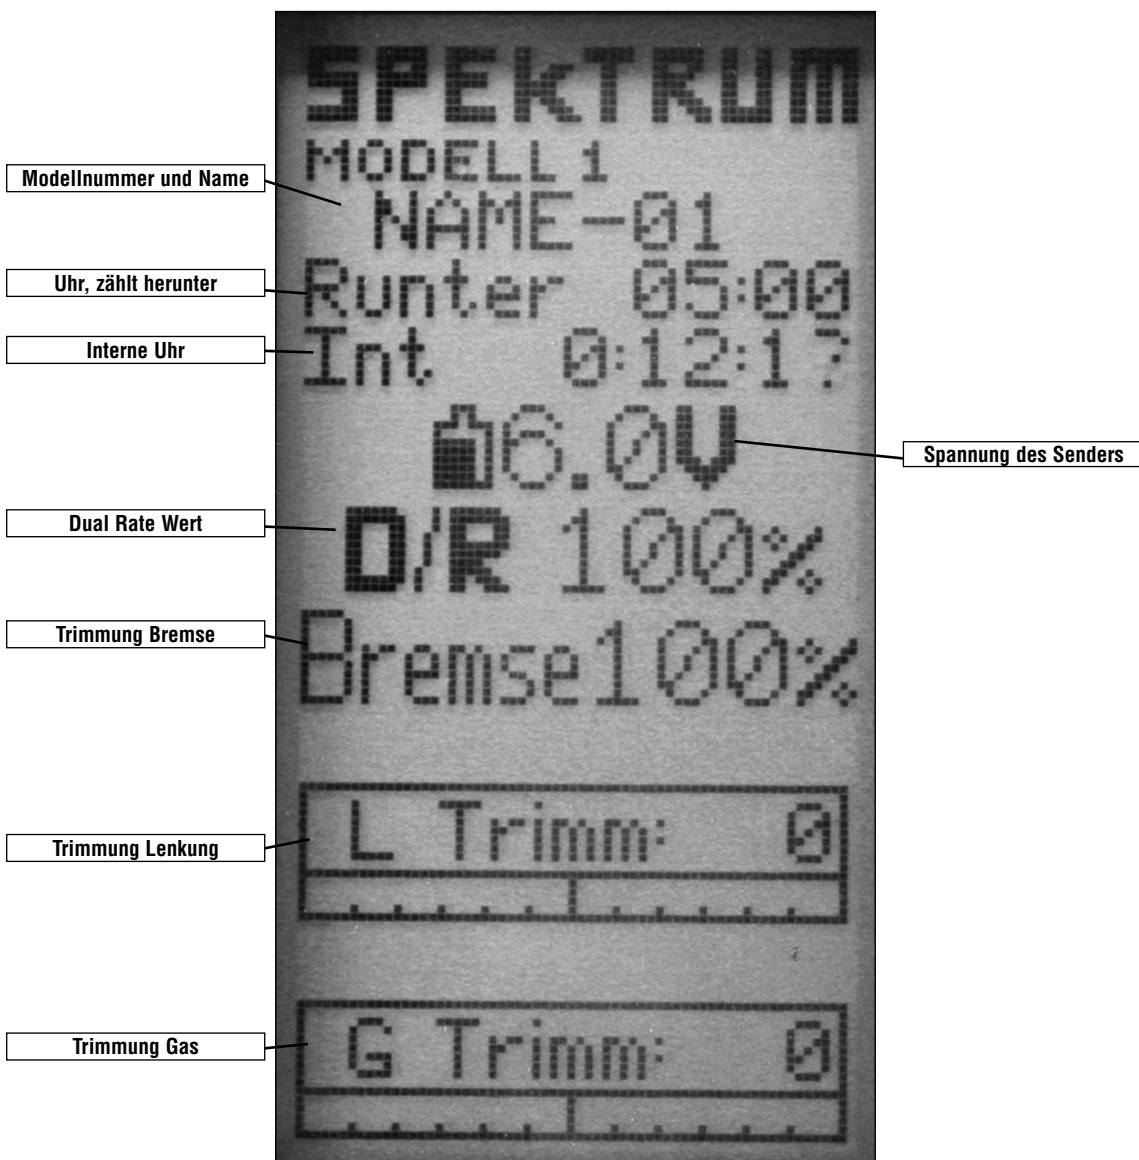 SPEKTRUM
MODELL 1
Modellnummer und Name
NAME-01
Uhr, zählt herunter
Runter 05:00
Interne Uhr
Int 0:12:17
6.0V
Spannung des Senders
Dual Rate Wert
D/R 100%
Trimmung Bremse
Bremse 100%
Trimmung Lenkung
L Trimm: 0
Trimmung Gas
G Trimm: 0